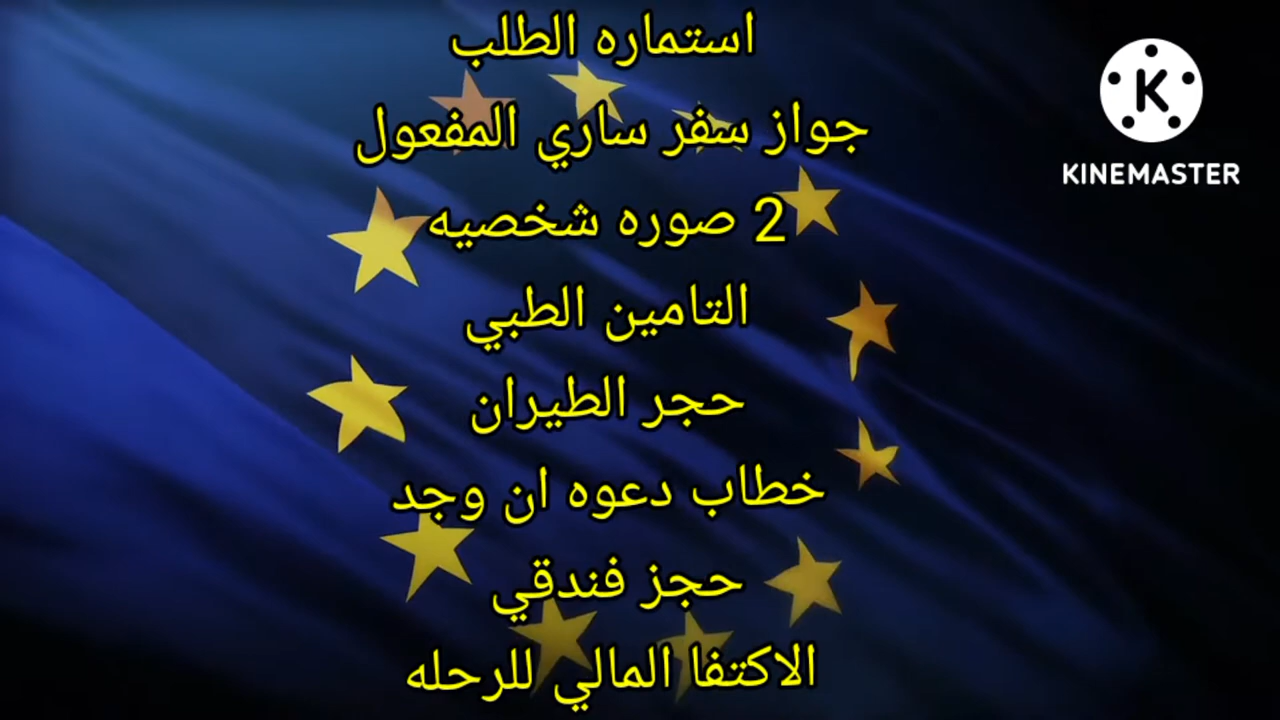 استماره الطلب
جواز سفر ساري المفعول
2 صوره شخصيه
التامين الطبي
حجر الطيران
خطاب دعوه ان وجد
حجز فندقي
الاكتفا المالي للرحله
K
KINEMASTER